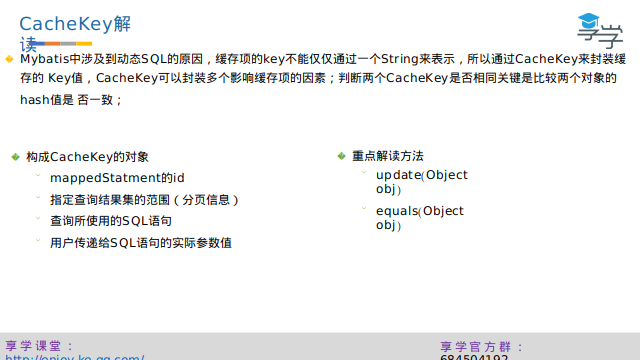 CacheKey解
读
享学
Mybatis中涉及到动态SQL的原因，缓存项的key不能仅仅通过一个String来表示，所以通过CacheKey来封装缓
存的 Key值，CacheKey可以封装多个影响缓存项的因素；判断两个CacheKey是否相同关键是比较两个对象的
hash值是 否一致；
构成CacheKey的对象
mappedStatment的id
指定查询结果集的范围（分页信息）
查询所使用的SQL语句
用户传递给SQL语句的实际参数值
重点解读方法
update(Object
obj)
equals(Object
obj)
享学课堂：
http://enjoy.ke.qq.com/
享学官方群：
684504192